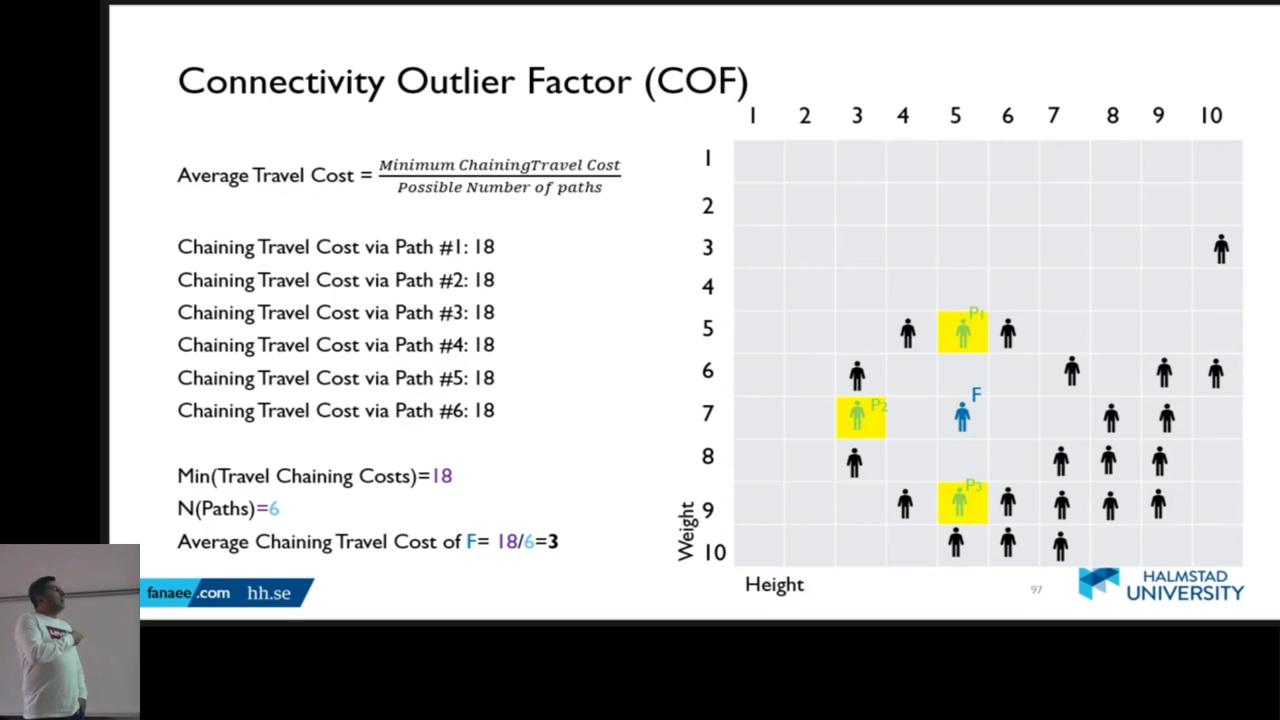 Connectivity Outlier Factor (COF)
Average Travel Cost = Minimum ChainingTravel Cost
Possible Number of paths
Chaining Travel Cost via Path #1: 18
Chaining Travel Cost via Path #2: 18
Chaining Travel Cost via Path #3: 18
Chaining Travel Cost via Path #4: 18
Chaining Travel Cost via Path #5: 18
Chaining Travel Cost via Path #6: 18
Min(Travel Chaining Costs)=18
N(Paths)=6
Average Chaining Travel Cost of F= 18/6=3
fanaee.com hh.se
1 2 3 4 5 6 7 8 9 10
1
2
3
4
5
6
7
8
9
10
P1
P2
F
P3
Weight
Height
97
HALMSTAD
UNIVERSITY